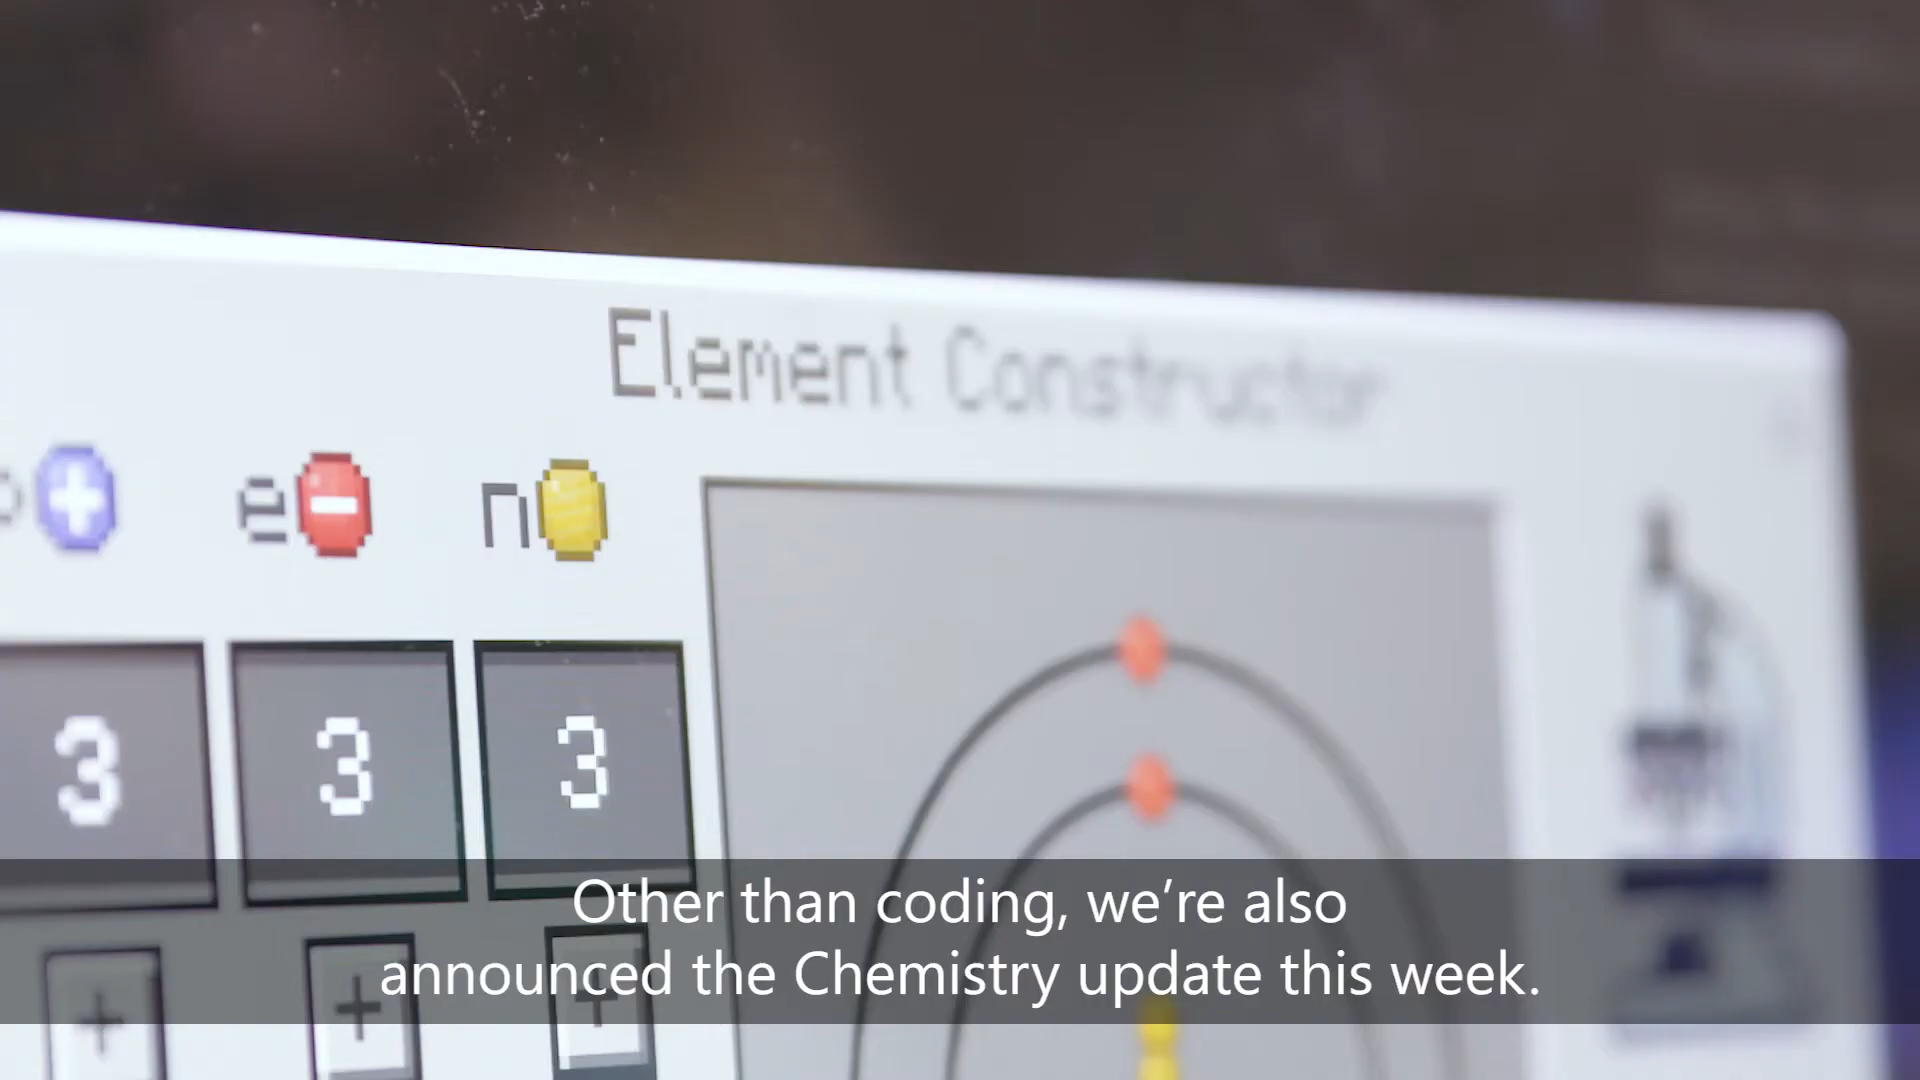 Element Constructor
p + e - n
3 3 3
+ + +
Other than coding, we’re also
announced the Chemistry update this week.